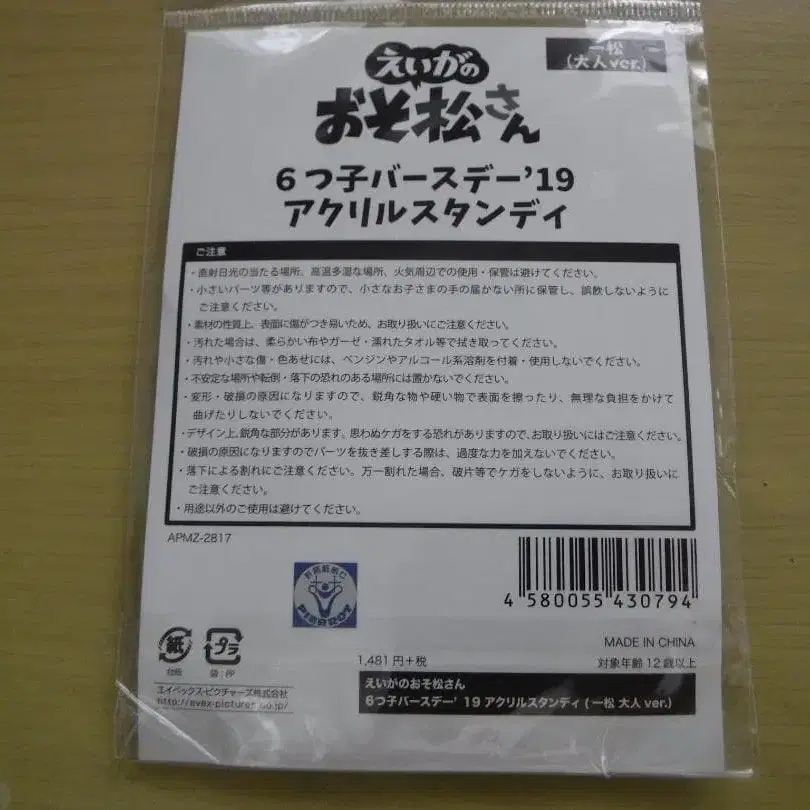 一松
(大人ver.)
えいがの
おそ松さん
6つ子バースデー'19
アクリルスタンディ
ご注意
・直射日光の当たる場所、高温多湿な場所、火気周辺での使用・保管は避けてください。
・小さいパーツ等がありますので、小さなお子さまの手の届かない所に保管し、誤飲しないように
ご注意ください。
・素材の性質上、表面に傷がつき易いため、お取り扱いにご注意ください。
・汚れた場合は、柔らかい布やガーゼ・濡れたタオル等で拭き取ってください。
・汚れや小さな傷・色あせには、ベンジンやアルコール系溶剤を付着・使用しないでください。
・不安定な場所や転倒・落下の恐れのある場所には置かないでください。
・変形・破損の原因になりますので、鋭角な物や硬い物で表面を擦ったり、無理な負担をかけて
曲げたりしないでください。
・デザイン上、鋭角な部分があります。思わぬケガをする恐れがありますので、お取り扱いにはご注意ください。
・破損の原因になりますのでパーツを抜き差しする際は、過度な力を加えないでください。
・落下による割れにご注意ください。万一割れた場合、破片等でケガをしないように、お取り扱いに
ご注意ください。
・用途以外のご使用は避けてください。
APMZ-2817
4 580055 430794
紙
台紙
プラ
袋:PP
MADE IN CHINA
1,481円+税
対象年齢12歳以上
エイベックス・ピクチャーズ株式会社
http://avex-pictures.co.jp/
えいがのおそ松さん
6つ子バースデー' 19 アクリルスタンディ (一松 大人 ver.)